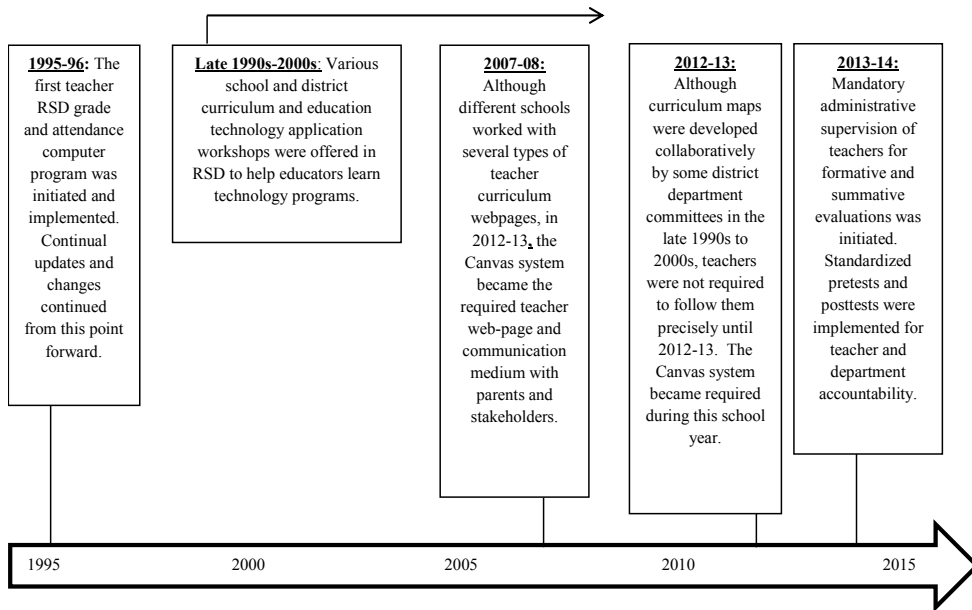 1995-96: The
first teacher
RSD grade
and attendance
computer
program was
initiated and
implemented.
Continual
updates and
changes
continued
from this point
forward.
Late 1990s-2000s: Various
school and district
curriculum and education
technology application
workshops were offered in
RSD to help educators learn
technology programs.
2007-08:
Although
different schools
worked with
several types of
teacher
curriculum
webpages, in
2012-13, the
Canvas system
became the
required teacher
web-page and
communication
medium with
parents and
stakeholders.
2012-13:
Although
curriculum maps
were developed
collaboratively
by some district
department
committees in the
late 1990s to
2000s, teachers
were not required
to follow them
precisely until
2012-13. The
Canvas system
became required
during this school
year.
2013-14:
Mandatory
administrative
supervision of
teachers for
formative and
summative
evaluations was
initiated.
Standardized
pretests and
posttests were
implemented for
teacher and
department
accountability.
1995 2000 2005 2010 2015